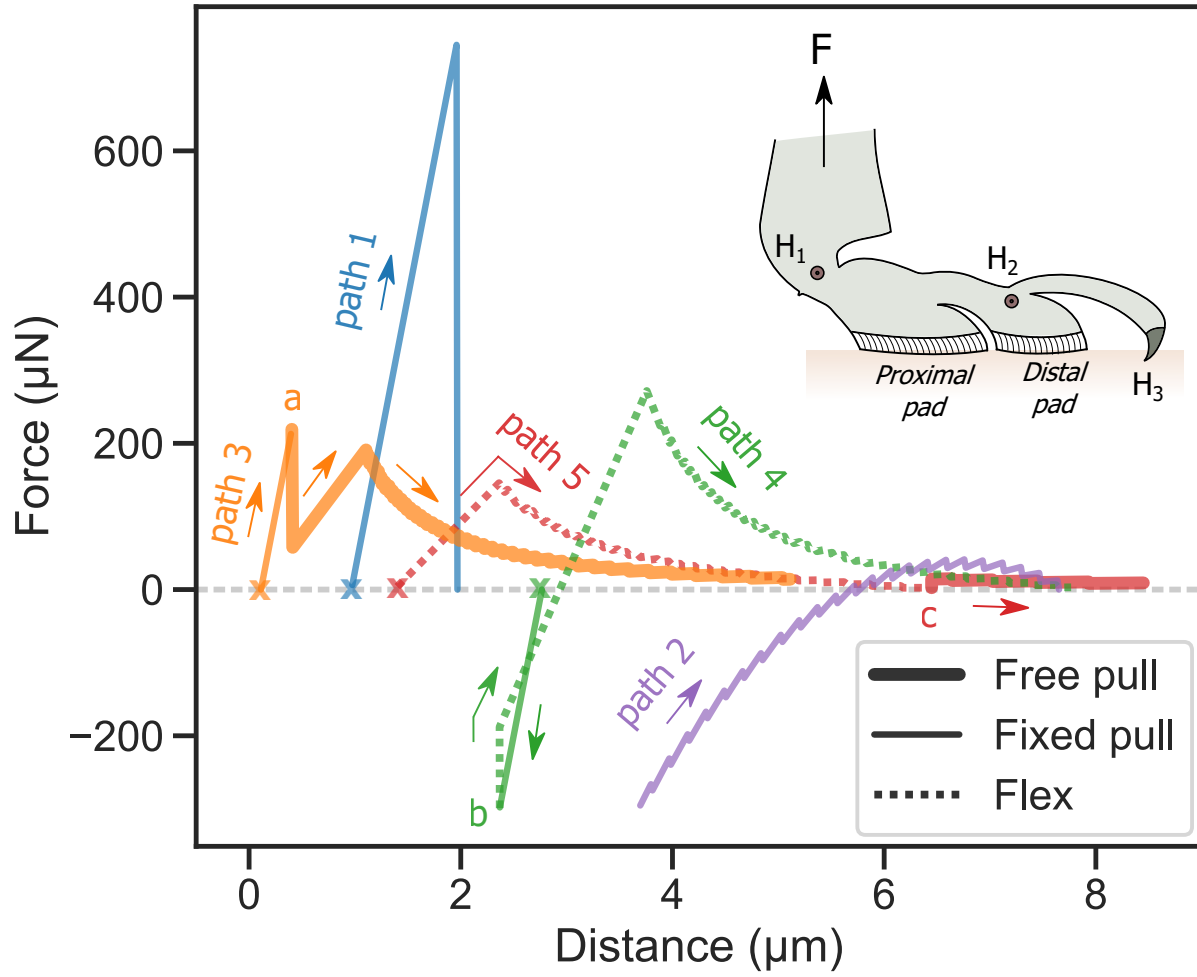 Force (μN)
600
400
200
0
−200
0
2
4
6
8
Distance (μm)
path 1
path 3
a
path 5
path 4
b
path 2
c
F
H₁
H₂
H₃
Proximal
pad
Distal
pad
Free pull
Fixed pull
Flex